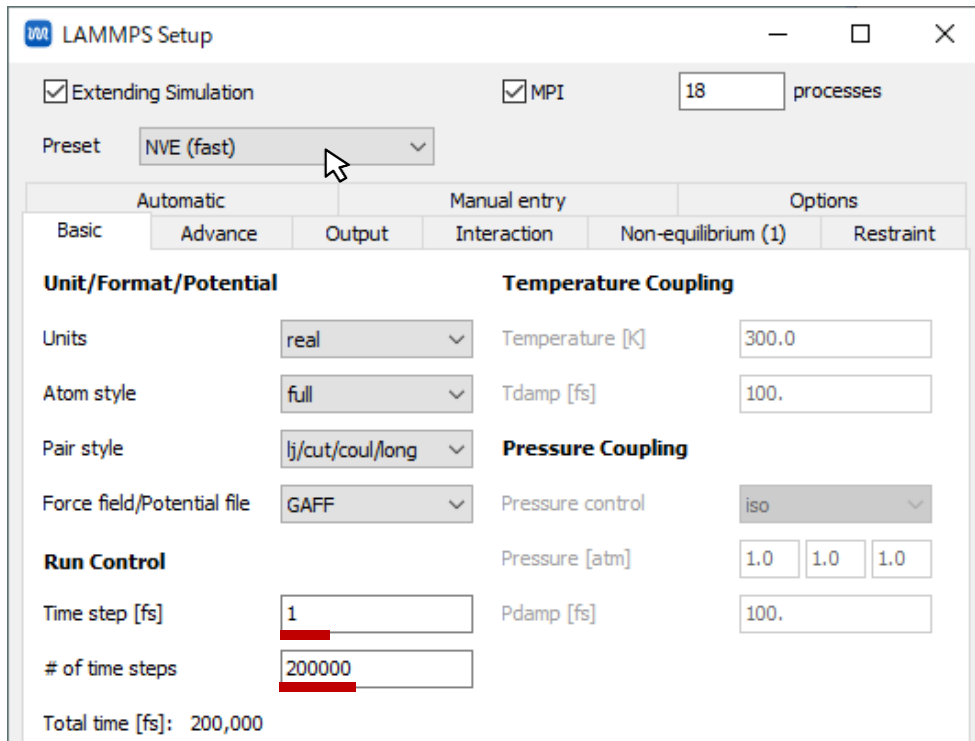 LAMMPS Setup
Extending Simulation MPI 18 processes
Preset NVE (fast)
Automatic Manual entry Options
Basic Advance Output Interaction Non-equilibrium (1) Restraint
Unit/Format/Potential Temperature Coupling
Units real Temperature [K] 300.0
Atom style full Tdamp [fs] 100.
Pair style lj/cut/coul/long Pressure Coupling
Force field/Potential file GAFF Pressure control iso
Run Control Pressure [atm] 1.0 1.0 1.0
Time step [fs] 1 Pdamp [fs] 100.
# of time steps 200000
Total time [fs]: 200,000